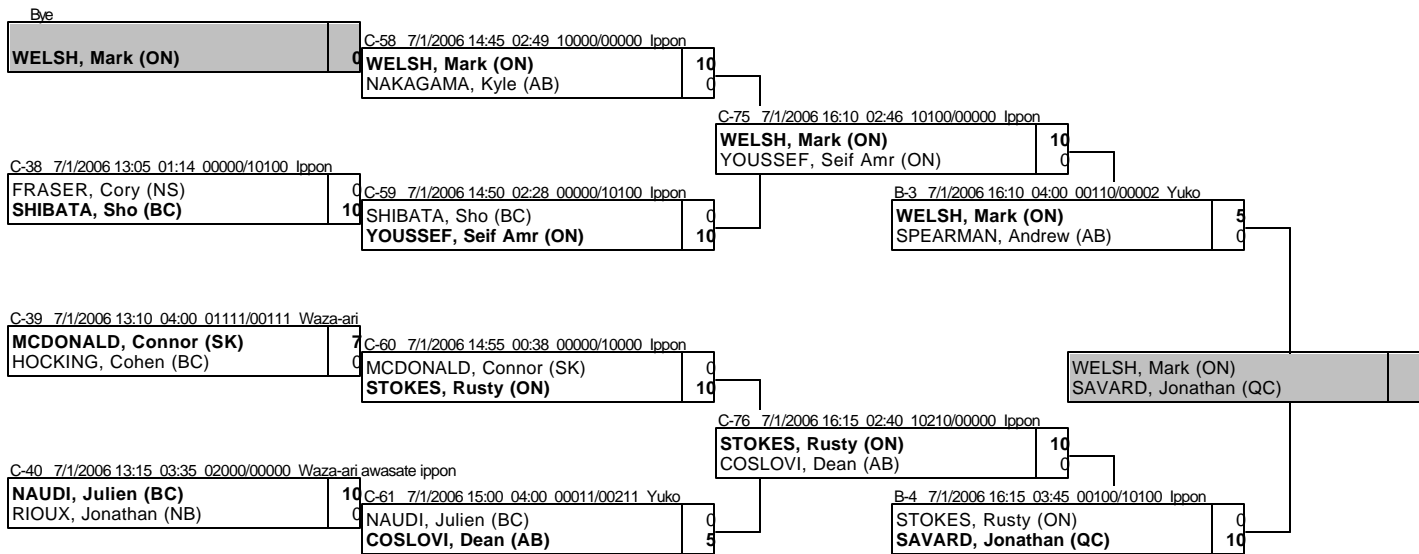 Bye
WELSH, Mark (ON) 0
C-58 7/1/2006 14:45 02:49 10000/00000 Ippon
WELSH, Mark (ON) 10
NAKAGAMA, Kyle (AB) 0
C-75 7/1/2006 16:10 02:46 10100/00000 Ippon
WELSH, Mark (ON) 10
YOUSSEF, Seif Amr (ON) 0
C-38 7/1/2006 13:05 01:14 00000/10100 Ippon
FRASER, Cory (NS) 0
SHIBATA, Sho (BC) 10
C-59 7/1/2006 14:50 02:28 00000/10100 Ippon
SHIBATA, Sho (BC) 0
YOUSSEF, Seif Amr (ON) 10
B-3 7/1/2006 16:10 04:00 00110/00002 Yuko
WELSH, Mark (ON) 5
SPEARMAN, Andrew (AB) 0
C-39 7/1/2006 13:10 04:00 01111/00111 Waza-ari
MCDONALD, Connor (SK) 7
HOCKING, Cohen (BC) 0
C-60 7/1/2006 14:55 00:38 00000/10000 Ippon
MCDONALD, Connor (SK) 0
STOKES, Rusty (ON) 10
WELSH, Mark (ON)
SAVARD, Jonathan (QC)
C-76 7/1/2006 16:15 02:40 10210/00000 Ippon
STOKES, Rusty (ON) 10
COSLOVI, Dean (AB) 0
C-40 7/1/2006 13:15 03:35 02000/00000 Waza-ari awasate ippon
NAUDI, Julien (BC) 10
RIOUX, Jonathan (NB) 0
C-61 7/1/2006 15:00 04:00 00011/00211 Yuko
NAUDI, Julien (BC) 0
COSLOVI, Dean (AB) 5
B-4 7/1/2006 16:15 03:45 00100/10100 Ippon
STOKES, Rusty (ON) 0
SAVARD, Jonathan (QC) 10